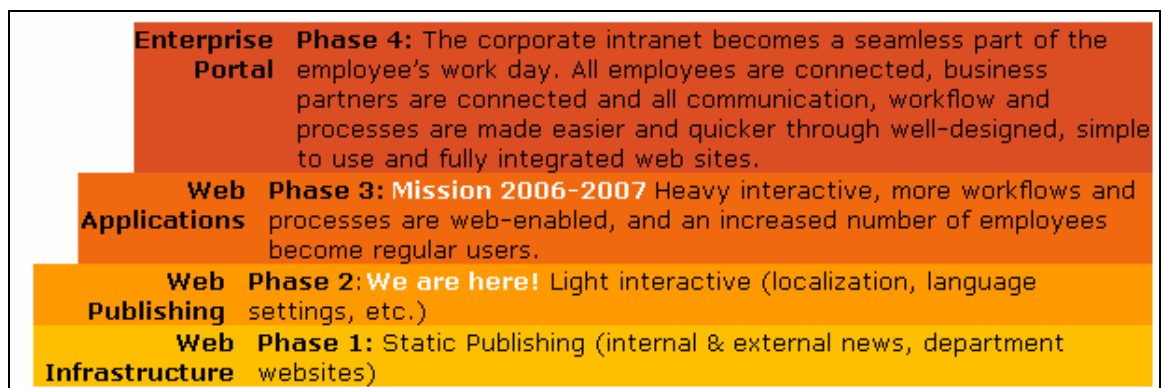 Enterprise Phase 4: The corporate intranet becomes a seamless part of the
Portal employee's work day. All employees are connected, business
partners are connected and all communication, workflow and
processes are made easier and quicker through well-designed, simple
to use and fully integrated web sites.
Web Phase 3: Mission 2006-2007 Heavy interactive, more workflows and
Applications processes are web-enabled, and an increased number of employees
become regular users.
Web Phase 2: We are here! Light interactive (localization, language
Publishing settings, etc.)
Web Phase 1: Static Publishing (internal & external news, department
Infrastructure websites)